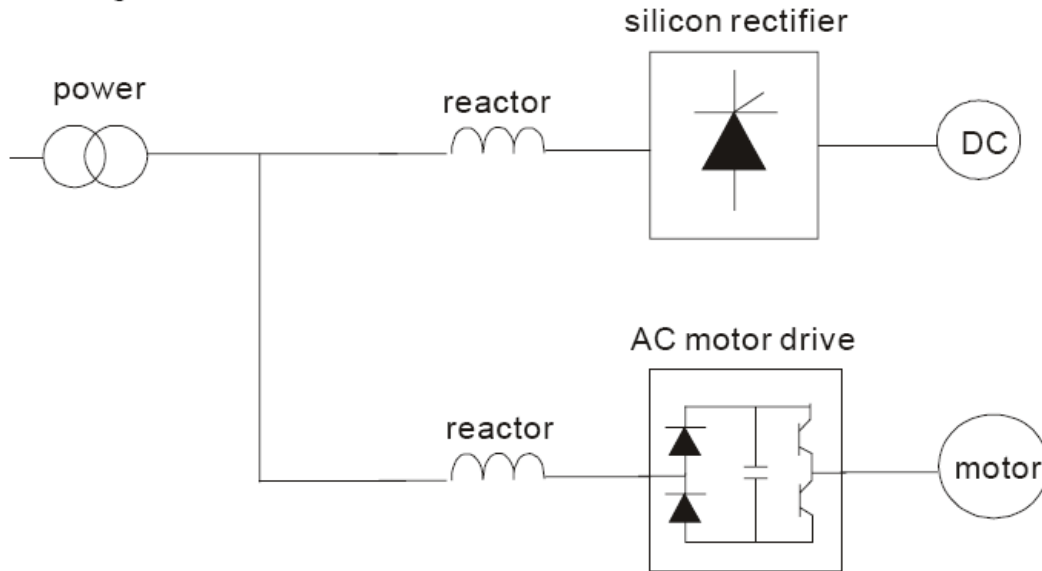 silicon rectifier
power
reactor
DC
AC motor drive
reactor
motor